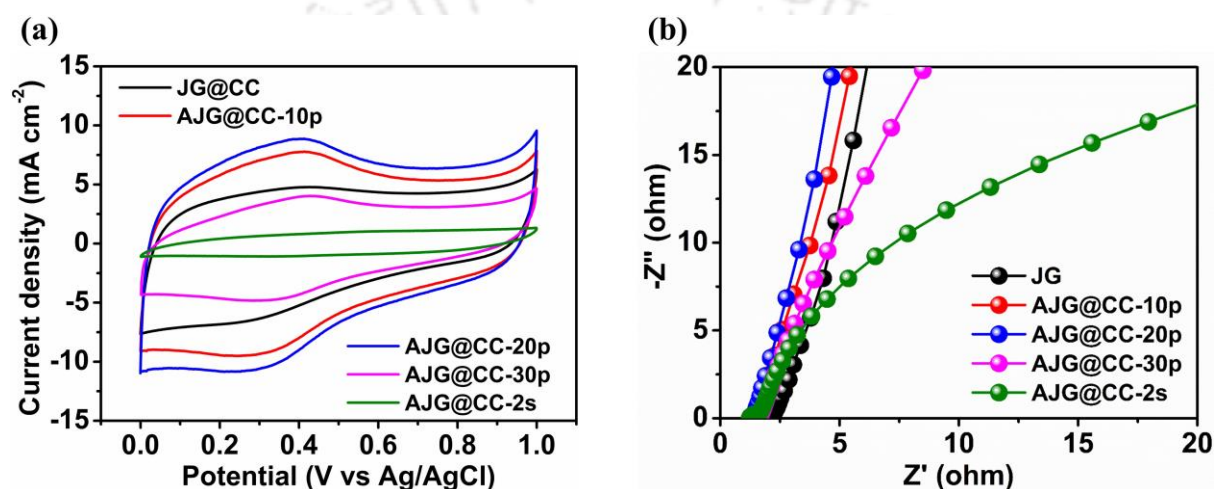 (a)
15
10
5
0
-5
-10
-15
Current density (mA cm⁻²)
JG@CC
AJG@CC-10p
AJG@CC-20p
AJG@CC-30p
AJG@CC-2s
0.0 0.2 0.4 0.6 0.8 1.0
Potential (V vs Ag/AgCl)
(b)
20
15
10
5
0
-Z'' (ohm)
JG
AJG@CC-10p
AJG@CC-20p
AJG@CC-30p
AJG@CC-2s
0 5 10 15 20
Z' (ohm)